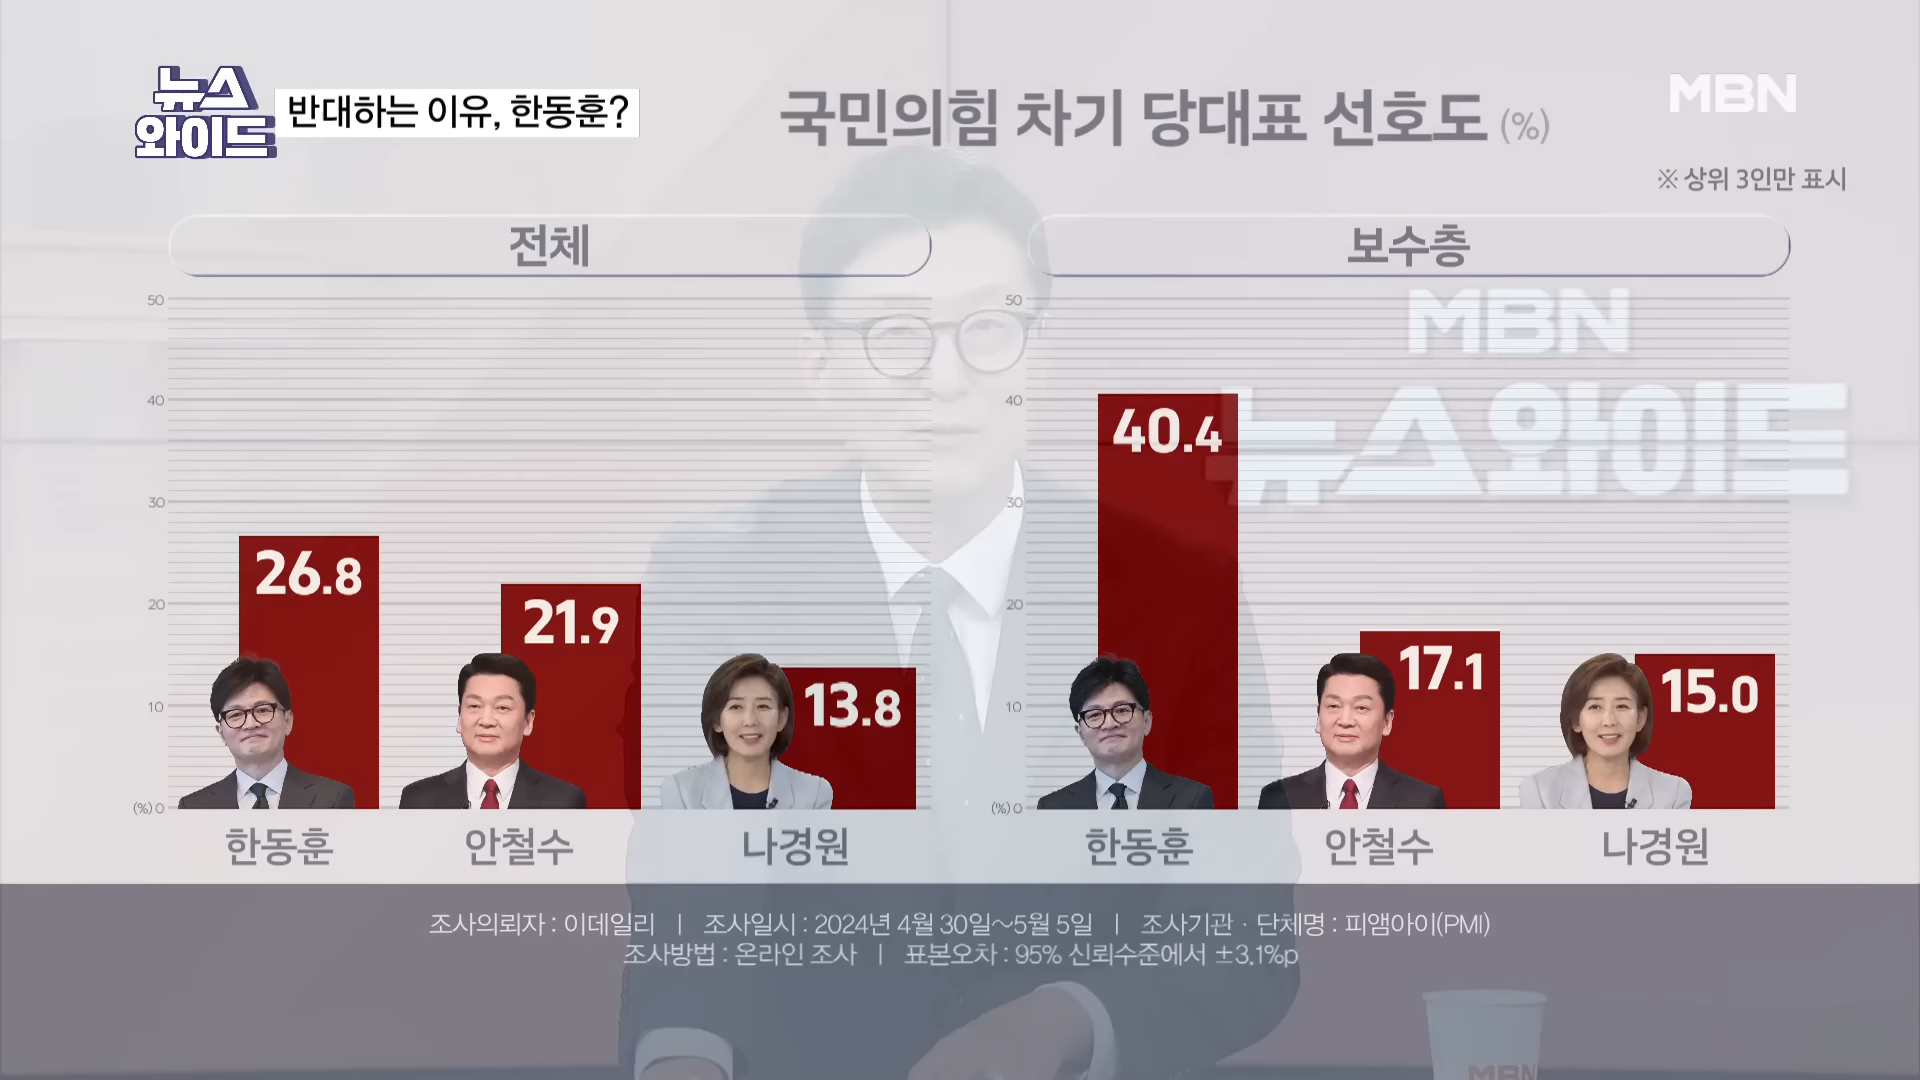 뉴스
와이드
반대하는 이유, 한동훈?
국민의힘 차기 당대표 선호도 (%)
MBN
※ 상위 3인만 표시
전체
보수층
MBN
뉴스와이드
50
40
30
20
10
(%) 0
26.8
21.9
13.8
한동훈
안철수
나경원
50
40
30
20
10
(%) 0
40.4
17.1
15.0
한동훈
안철수
나경원
조사의뢰자 : 이데일리 | 조사일시 : 2024년 4월 30일~5월 5일 | 조사기관 · 단체명 : 피앰아이(PMI)
조사방법 : 온라인 조사 | 표본오차 : 95% 신뢰수준에서 ±3.1%p
MBN